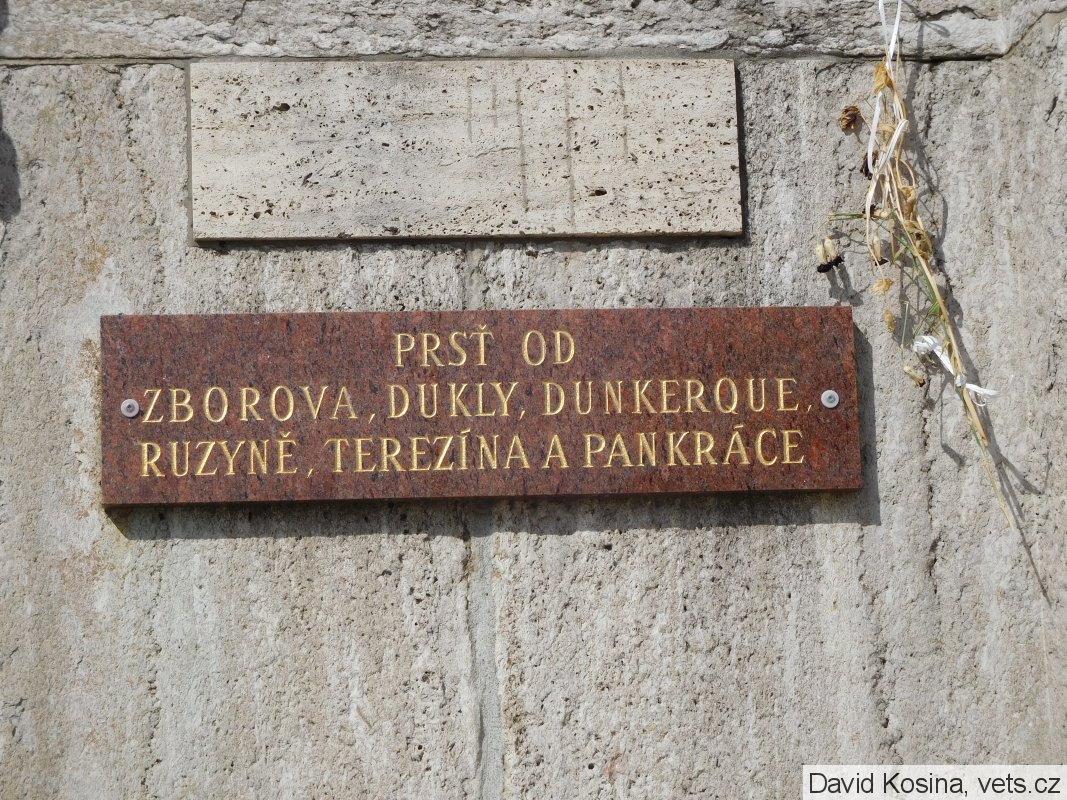 PRSŤ OD
ZBOROVA, DUKLY, DUNKERQUE,
RUZYNĚ, TEREZÍNA A PANKRÁCE
David Kosina, vets.cz